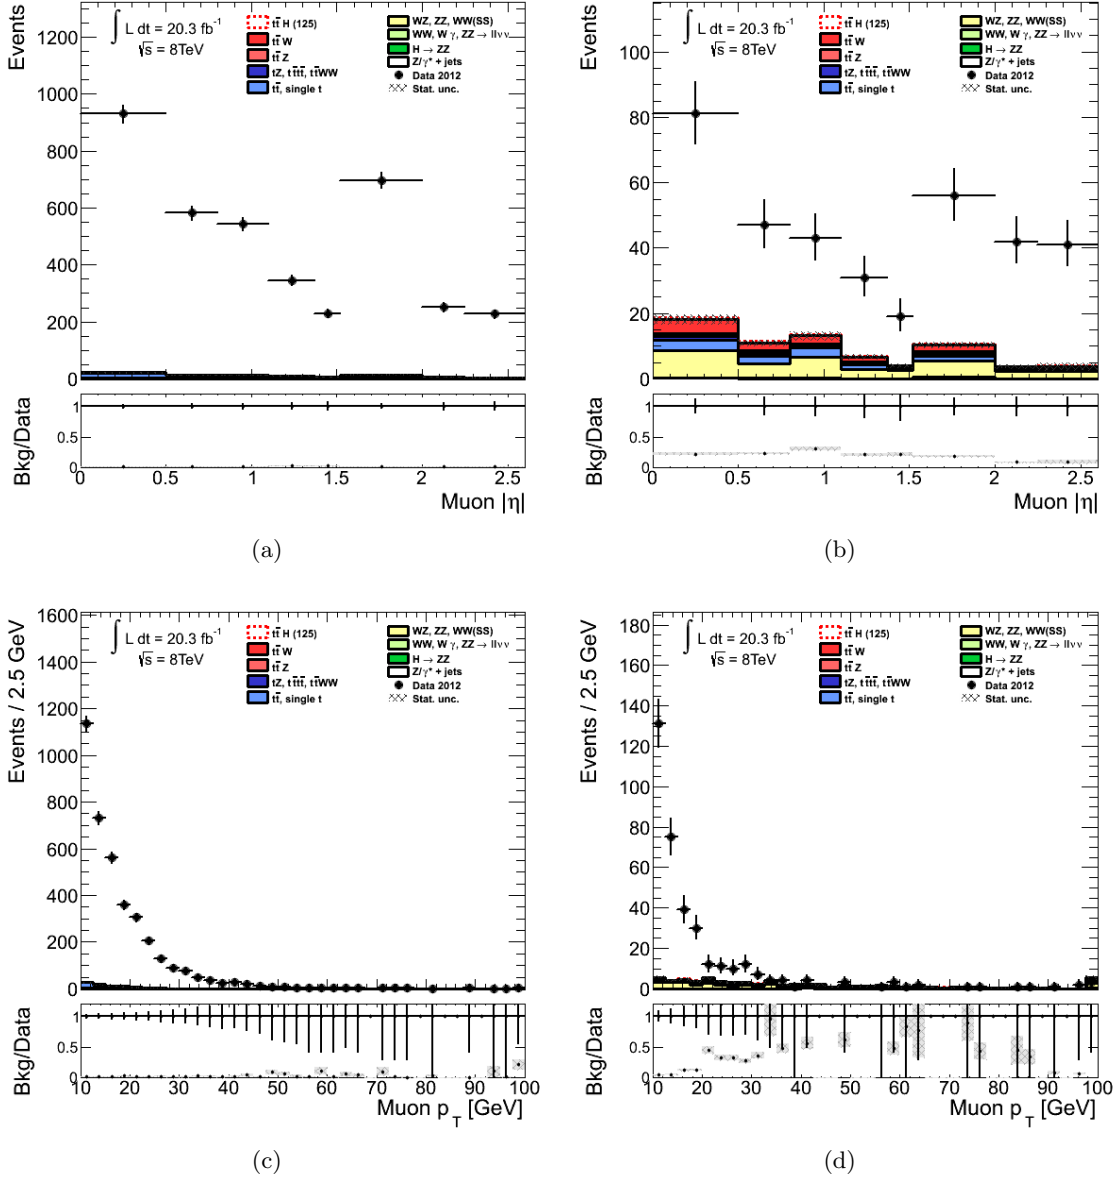 Events
1200
1000
800
600
400
200
0
∫ L dt = 20.3 fb⁻¹
√s = 8TeV
tt̄ H (125)
tt̄ W
tt̄ Z
tZ, tt̄tt̄, tt̄WW
tt̄, single t
WZ, ZZ, WW(SS)
WW, W γ, ZZ → llνν
H → ZZ
Z/γ* + jets
Data 2012
Stat. unc.
Bkg/Data
1
0.5
0
0 0.5 1 1.5 2 2.5
Muon |η|
(a)
Events
100
80
60
40
20
0
∫ L dt = 20.3 fb⁻¹
√s = 8TeV
tt̄ H (125)
tt̄ W
tt̄ Z
tZ, tt̄tt̄, tt̄WW
tt̄, single t
WZ, ZZ, WW(SS)
WW, W γ, ZZ → llνν
H → ZZ
Z/γ* + jets
Data 2012
Stat. unc.
Bkg/Data
1
0.5
0
0 0.5 1 1.5 2 2.5
Muon |η|
(b)
Events / 2.5 GeV
1600
1400
1200
1000
800
600
400
200
0
∫ L dt = 20.3 fb⁻¹
√s = 8TeV
tt̄ H (125)
tt̄ W
tt̄ Z
tZ, tt̄tt̄, tt̄WW
tt̄, single t
WZ, ZZ, WW(SS)
WW, W γ, ZZ → llνν
H → ZZ
Z/γ* + jets
Data 2012
Stat. unc.
Bkg/Data
1
0.5
0
10 20 30 40 50 60 70 80 90 100
Muon p_T [GeV]
(c)
Events / 2.5 GeV
180
160
140
120
100
80
60
40
20
0
∫ L dt = 20.3 fb⁻¹
√s = 8TeV
tt̄ H (125)
tt̄ W
tt̄ Z
tZ, tt̄tt̄, tt̄WW
tt̄, single t
WZ, ZZ, WW(SS)
WW, W γ, ZZ → llνν
H → ZZ
Z/γ* + jets
Data 2012
Stat. unc.
Bkg/Data
1
0.5
0
10 20 30 40 50 60 70 80 90 100
Muon p_T [GeV]
(d)